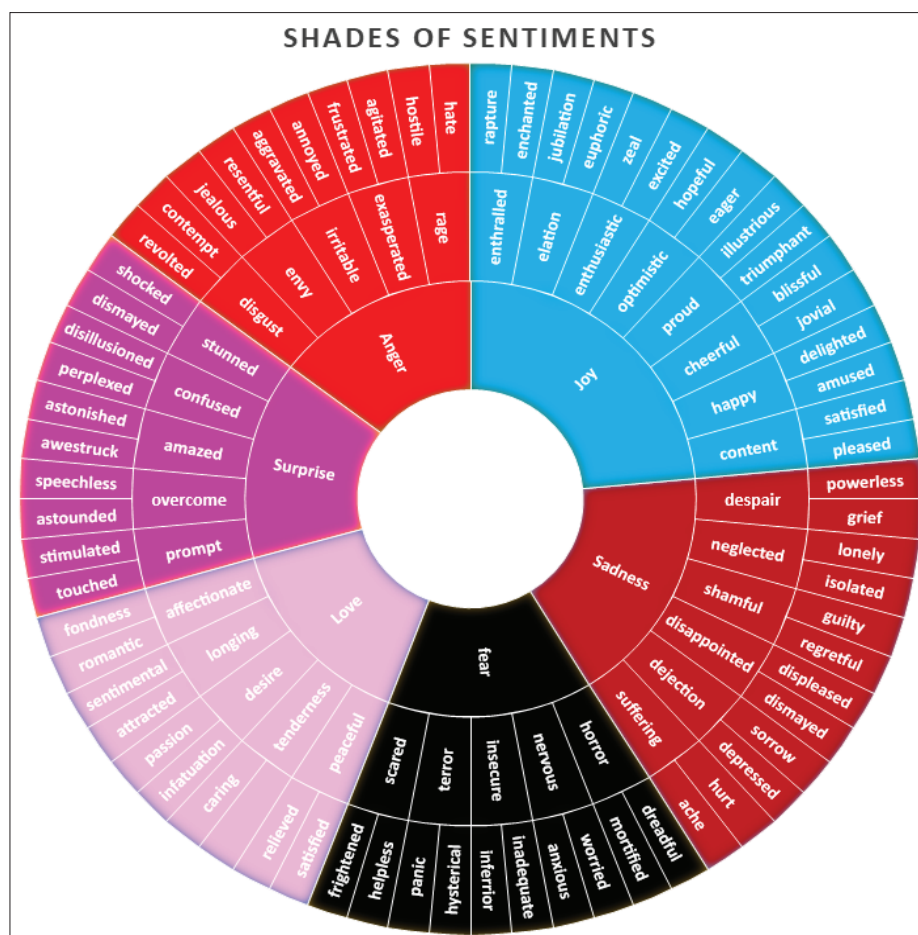 SHADES OF SENTIMENTS
Joy
enthralled
rapture
enchanted
elation
jubilation
euphoric
enthusiastic
zeal
excited
optimistic
hopeful
eager
proud
illustrious
triumphant
cheerful
blissful
jovial
happy
delighted
amused
content
satisfied
pleased
Sadness
despair
powerless
grief
neglected
lonely
isolated
shamful
guilty
regretful
disappointed
displeased
dismayed
dejection
sorrow
depressed
suffering
hurt
ache
fear
horror
dreadful
mortified
nervous
worried
anxious
insecure
inadequate
inferrior
terror
hysterical
panic
scared
helpless
frightened
Love
peaceful
satisfied
relieved
tenderness
caring
desire
infatuation
passion
longing
attracted
sentimental
affectionate
romantic
fondness
Surprise
prompt
touched
stimulated
overcome
astounded
speechless
amazed
awestruck
astonished
confused
perplexed
disillusioned
stunned
dismayed
shocked
Anger
disgust
revolted
contempt
envy
jealous
resentful
irritable
aggravated
annoyed
exasperated
frustrated
agitated
rage
hostile
hate